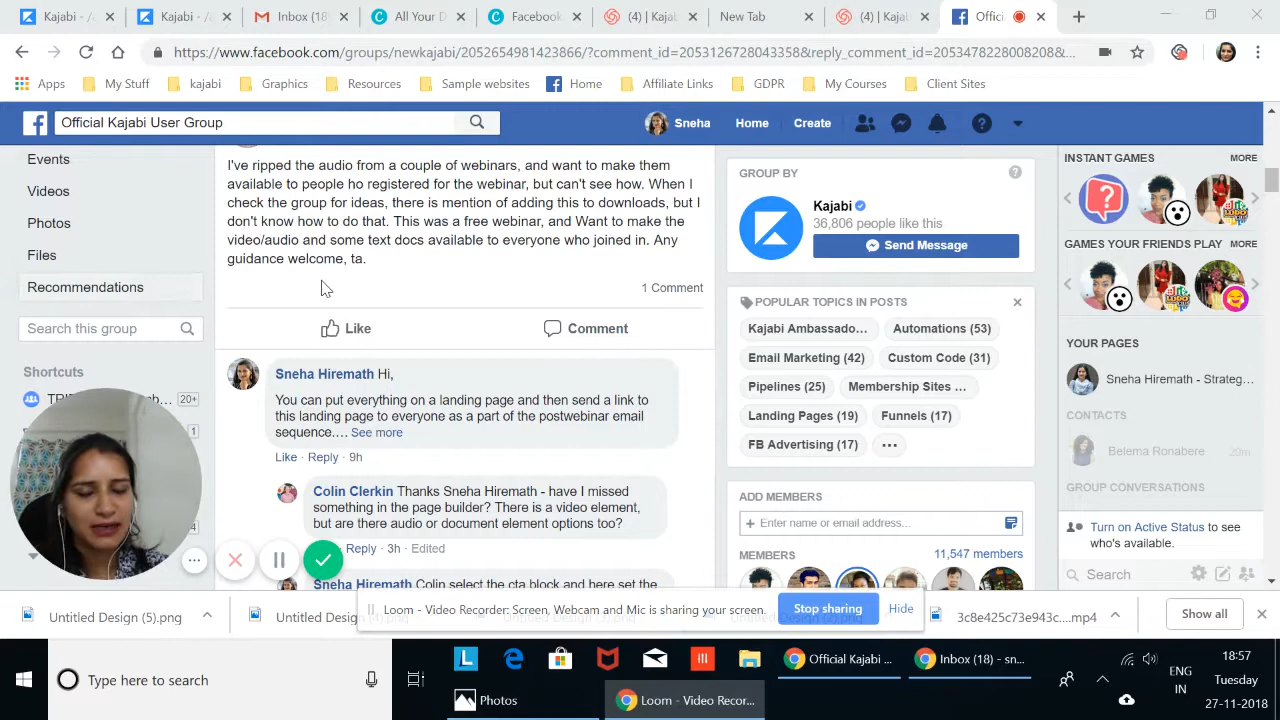 Kajabi - /
Kajabi - /
Inbox (18)
All Your D
Facebook
(4) | Kajab
New Tab
(4) | Kajab
Offici
https://www.facebook.com/groups/newkajabi/2052654981423866/?comment_id=2053126728043358&reply_comment_id=2053478228008208&...
Apps
My Stuff
kajabi
Graphics
Resources
Sample websites
Home
Affiliate Links
GDPR
My Courses
Client Sites
Official Kajabi User Group
Sneha
Home
Create
Events
Videos
Photos
Files
Recommendations
Search this group
Shortcuts
20+
1
I've ripped the audio from a couple of webinars, and want to make them
available to people ho registered for the webinar, but can't see how. When I
check the group for ideas, there is mention of adding this to downloads, but I
don't know how to do that. This was a free webinar, and Want to make the
video/audio and some text docs available to everyone who joined in. Any
guidance welcome, ta.
1 Comment
Like
Comment
Sneha Hiremath Hi,
You can put everything on a landing page and then send a link to
this landing page to everyone as a part of the postwebinar email
sequence.... See more
Like · Reply · 9h
Colin Clerkin Thanks Sneha Hiremath - have I missed
something in the page builder? There is a video element,
but are there audio or document element options too?
Reply · 3h · Edited
Sneha Hiremath Colin select the cta block and here set the
GROUP BY
Kajabi
36,806 people like this
Send Message
POPULAR TOPICS IN POSTS
Kajabi Ambassado...
Automations (53)
Email Marketing (42)
Custom Code (31)
Pipelines (25)
Membership Sites ...
Landing Pages (19)
Funnels (17)
FB Advertising (17)
ADD MEMBERS
+ Enter name or email address...
MEMBERS
11,547 members
INSTANT GAMES
MORE
GAMES YOUR FRIENDS PLAY
MORE
YOUR PAGES
Sneha Hiremath - Strateg...
CONTACTS
Belema Ronabere
20m
GROUP CONVERSATIONS
Turn on Active Status to see
who's available.
Search
Untitled Design (5).png
Untitled Design (4).png
Loom - Video Recorder: Screen, Webcam and Mic is sharing your screen.
Stop sharing
Hide
3c8e425c73e943c....mp4
Show all
Type here to search
Official Kajabi ...
Inbox (18) - sn...
Photos
Loom - Video Recor...
ENG
IN
18:57
Tuesday
27-11-2018